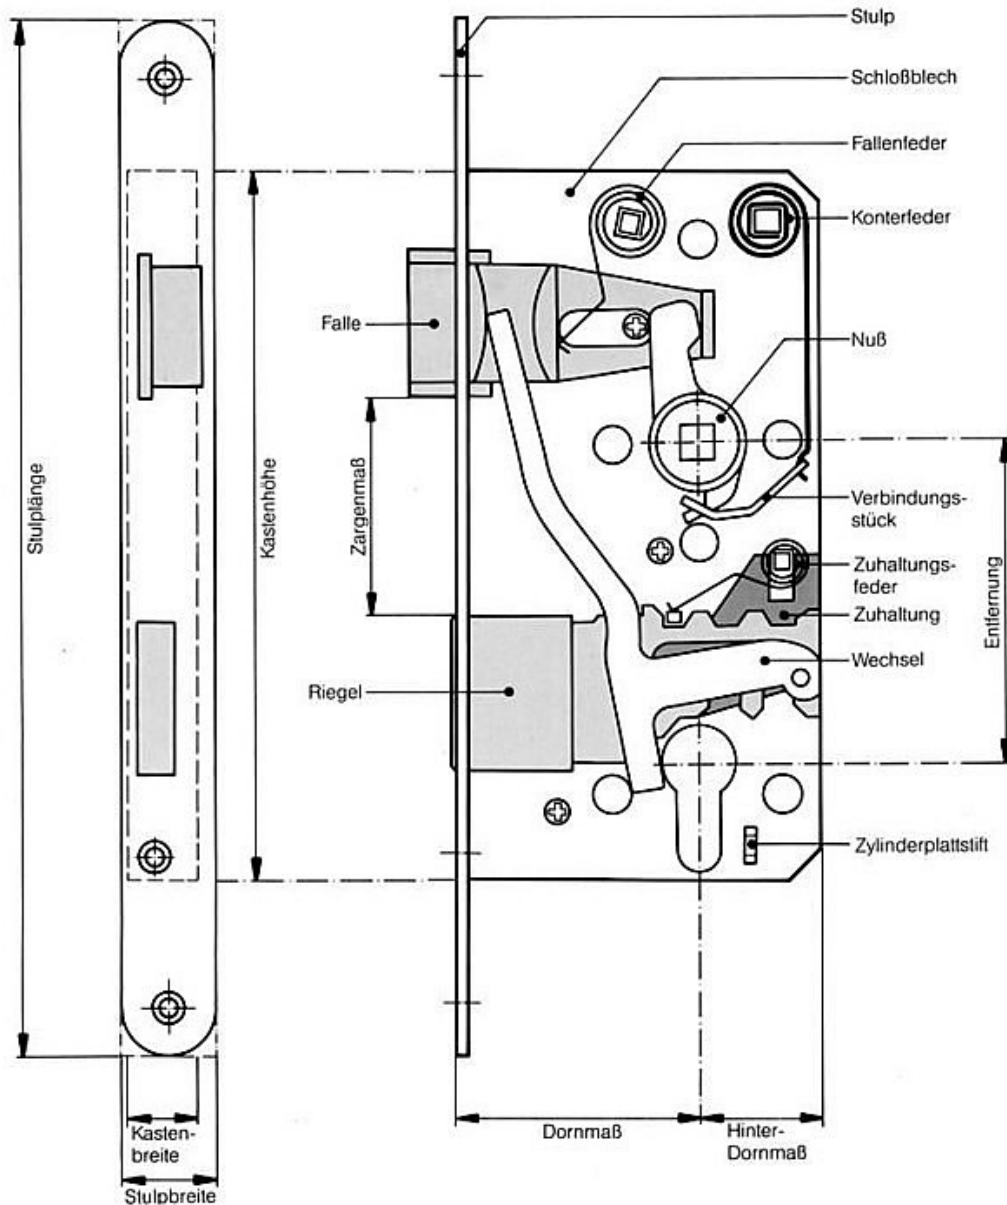 Stulp
Schloßblech
Fallenfeder
Konterfeder
Falle
Nuß
Stulplänge
Kastenhöhe
Zargenmaß
Verbindungs-
stück
Zuhaltungs-
feder
Zuhaltung
Entfernung
Wechsel
Riegel
Zylinderplattstift
Kasten-
breite
Stulpbreite
Dornmaß
Hinter-
Dornmaß